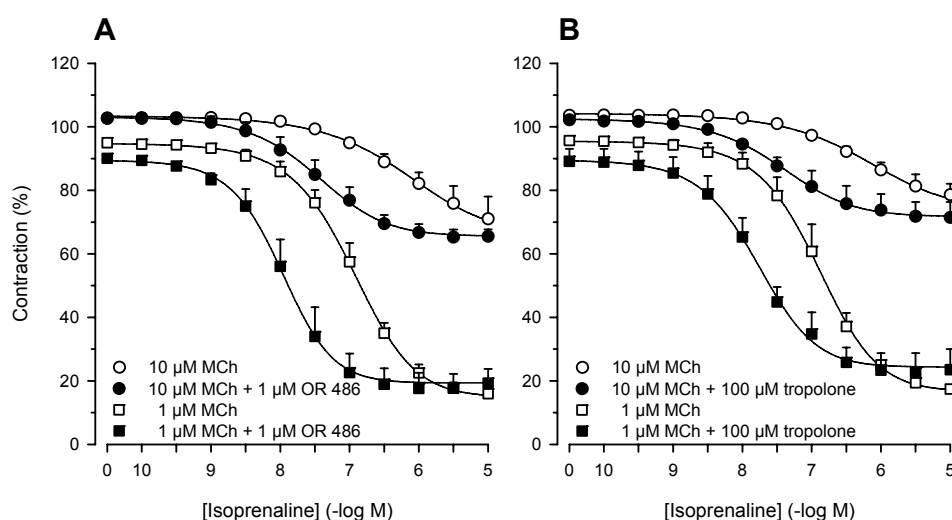 A
120
100
80
60
40
20
0
Contraction (%)
10 µM MCh
10 µM MCh + 1 µM OR 486
1 µM MCh
1 µM MCh + 1 µM OR 486
0 10 9 8 7 6 5
[Isoprenaline] (-log M)
B
120
100
80
60
40
20
0
10 µM MCh
10 µM MCh + 100 µM tropolone
1 µM MCh
1 µM MCh + 100 µM tropolone
0 10 9 8 7 6 5
[Isoprenaline] (-log M)